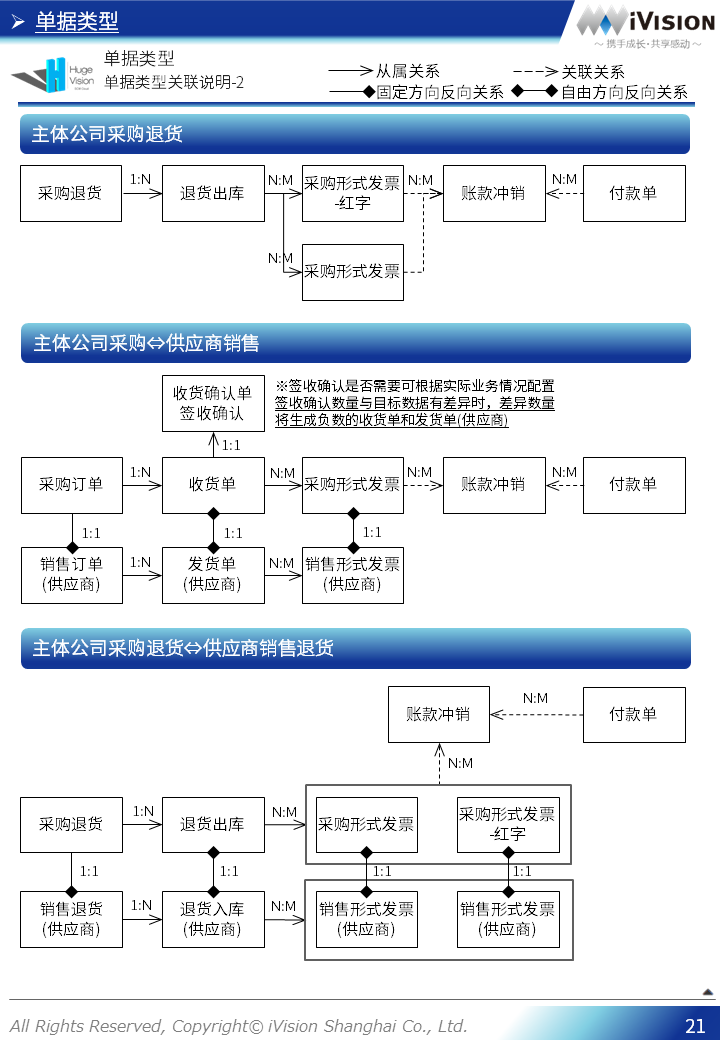 单据类型
iVision
～携手成长·共享感动～
Huge
Vision
单据类型
单据类型关联说明-2
从属关系
关联关系
固定方向反向关系
自由方向反向关系
主体公司采购退货
采购退货
1:N
退货出库
N:M
采购形式发票
-红字
N:M
账款冲销
N:M
付款单
N:M
采购形式发票
主体公司采购⇔供应商销售
收货确认单
签收确认
※签收确认是否需要可根据实际业务情况配置
签收确认数量与目标数据有差异时，差异数量
将生成负数的收货单和发货单(供应商)
1:1
采购订单
1:N
收货单
N:M
采购形式发票
N:M
账款冲销
N:M
付款单
1:1
1:1
1:1
销售订单
(供应商)
1:N
发货单
(供应商)
N:M
销售形式发票
(供应商)
主体公司采购退货⇔供应商销售退货
账款冲销
N:M
付款单
N:M
采购退货
1:N
退货出库
N:M
采购形式发票
采购形式发票
-红字
1:1
1:1
1:1
1:1
销售退货
(供应商)
1:N
退货入库
(供应商)
N:M
销售形式发票
(供应商)
销售形式发票
(供应商)
All Rights Reserved, Copyright© iVision Shanghai Co., Ltd.
21